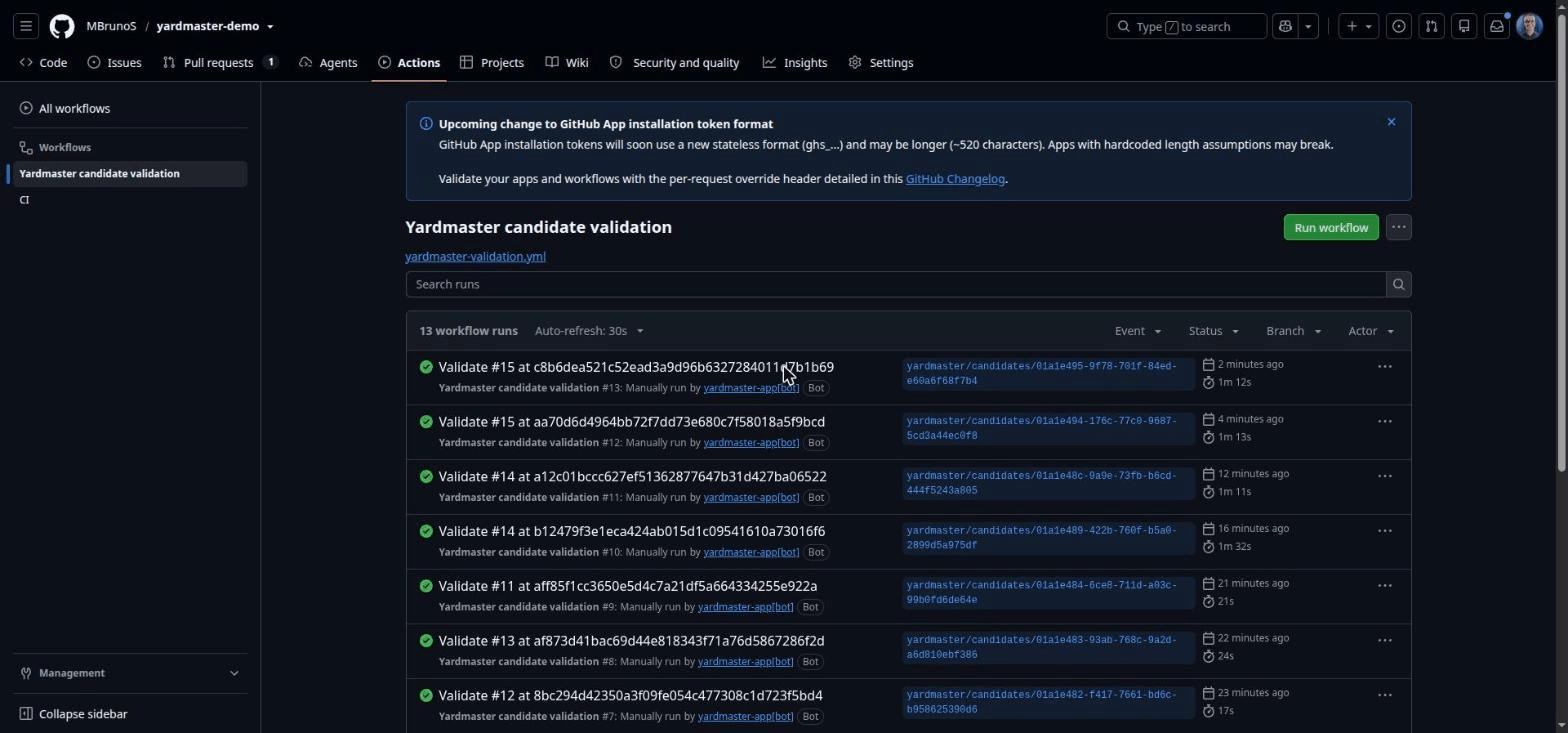 MBrunoS / yardmaster-demo
Type / to search
Code
Issues
Pull requests 1
Agents
Actions
Projects
Wiki
Security and quality
Insights
Settings
All workflows
Workflows
Yardmaster candidate validation
CI
Management
Collapse sidebar
Upcoming change to GitHub App installation token format
GitHub App installation tokens will soon use a new stateless format (ghs_...) and may be longer (~520 characters). Apps with hardcoded length assumptions may break.
Validate your apps and workflows with the per-request override header detailed in this GitHub Changelog.
Yardmaster candidate validation
Run workflow
yardmaster-validation.yml
Search runs
13 workflow runs Auto-refresh: 30s Event Status Branch Actor
Validate #15 at c8b6dea521c52ead3a9d96b6327284011d7b1b69
Yardmaster candidate validation #13: Manually run by yardmaster-app[bot] Bot
yardmaster/candidates/01a1e495-9f78-701f-84ed-
e60a6f68f7b4
2 minutes ago
1m 12s
Validate #15 at aa70d6d4964bb72f7dd73e680c7f58018a5f9bcd
Yardmaster candidate validation #12: Manually run by yardmaster-app[bot] Bot
yardmaster/candidates/01a1e494-176c-77c0-9687-
5cd3a44ec0f8
4 minutes ago
1m 13s
Validate #14 at a12c01bccc627ef51362877647b31d427ba06522
Yardmaster candidate validation #11: Manually run by yardmaster-app[bot] Bot
yardmaster/candidates/01a1e48c-9a9e-73fb-b6cd-
444f5243a805
12 minutes ago
1m 11s
Validate #14 at b12479f3e1eca424ab015d1c09541610a73016f6
Yardmaster candidate validation #10: Manually run by yardmaster-app[bot] Bot
yardmaster/candidates/01a1e489-422b-760f-b5a0-
2899d5a975df
16 minutes ago
1m 32s
Validate #11 at aff85f1cc3650e5d4c7a21df5a664334255e922a
Yardmaster candidate validation #9: Manually run by yardmaster-app[bot] Bot
yardmaster/candidates/01a1e484-6ce8-711d-a03c-
99b0fd6de64e
21 minutes ago
21s
Validate #13 at af873d41bac69d44e818343f71a76d5867286f2d
Yardmaster candidate validation #8: Manually run by yardmaster-app[bot] Bot
yardmaster/candidates/01a1e483-93ab-768c-9a2d-
a6d810ebf386
22 minutes ago
24s
Validate #12 at 8bc294d42350a3f09fe054c477308c1d723f5bd4
Yardmaster candidate validation #7: Manually run by yardmaster-app[bot] Bot
yardmaster/candidates/01a1e482-f417-7661-bd6c-
b958625390d6
23 minutes ago
17s